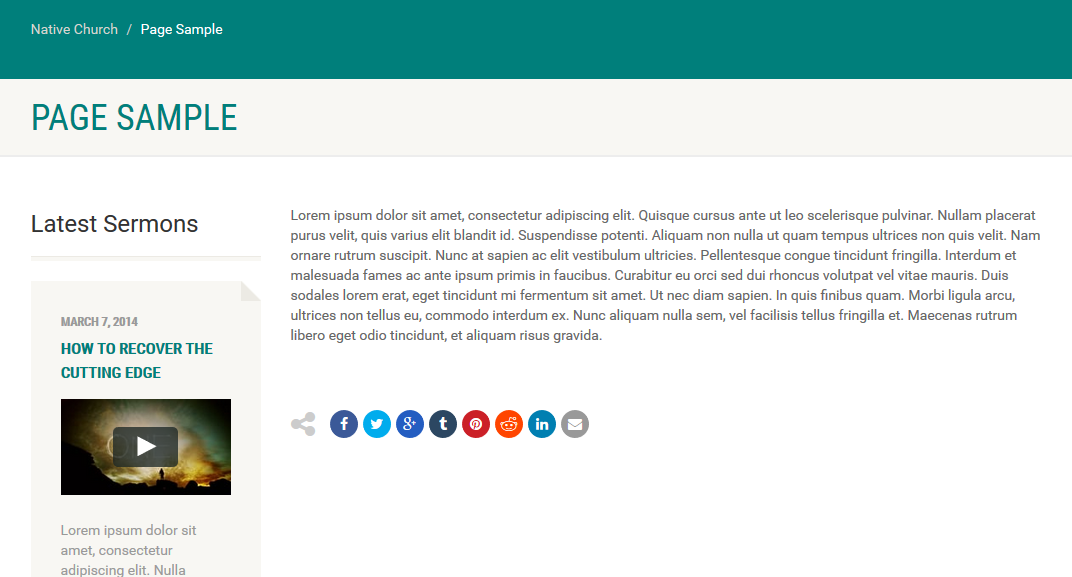 Native Church / Page Sample
PAGE SAMPLE
Latest Sermons
MARCH 7, 2014
HOW TO RECOVER THE
CUTTING EDGE
Lorem ipsum dolor sit
amet, consectetur
adipiscing elit. Nulla
Lorem ipsum dolor sit amet, consectetur adipiscing elit. Quisque cursus ante ut leo scelerisque pulvinar. Nullam placerat
purus velit, quis varius elit blandit id. Suspendisse potenti. Aliquam non nulla ut quam tempus ultrices non quis velit. Nam
ornare rutrum suscipit. Nunc at sapien ac elit vestibulum ultricies. Pellentesque congue tincidunt fringilla. Interdum et
malesuada fames ac ante ipsum primis in faucibus. Curabitur eu orci sed dui rhoncus volutpat vel vitae mauris. Duis
sodales lorem erat, eget tincidunt mi fermentum sit amet. Ut nec diam sapien. In quis finibus quam. Morbi ligula arcu,
ultrices non tellus eu, commodo interdum ex. Nunc aliquam nulla sem, vel facilisis tellus fringilla et. Maecenas rutrum
libero eget odio tincidunt, et aliquam risus gravida.